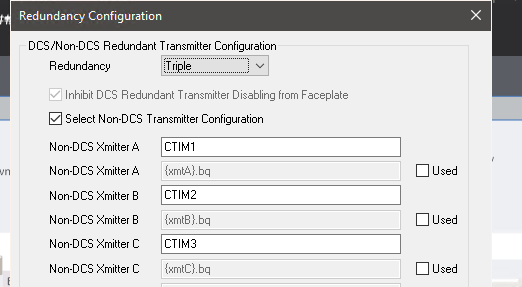 Redundancy Configuration
DCS/Non-DCS Redundant Transmitter Configuration
Redundancy Triple
Inhibit DCS Redundant Transmitter Disabling from Faceplate
Select Non-DCS Transmitter Configuration
Non-DCS Xmitter A CTIM1
Non-DCS Xmitter A {xmtA}.bq Used
Non-DCS Xmitter B CTIM2
Non-DCS Xmitter B {xmtB}.bq Used
Non-DCS Xmitter C CTIM3
Non-DCS Xmitter C {xmtC}.bq Used